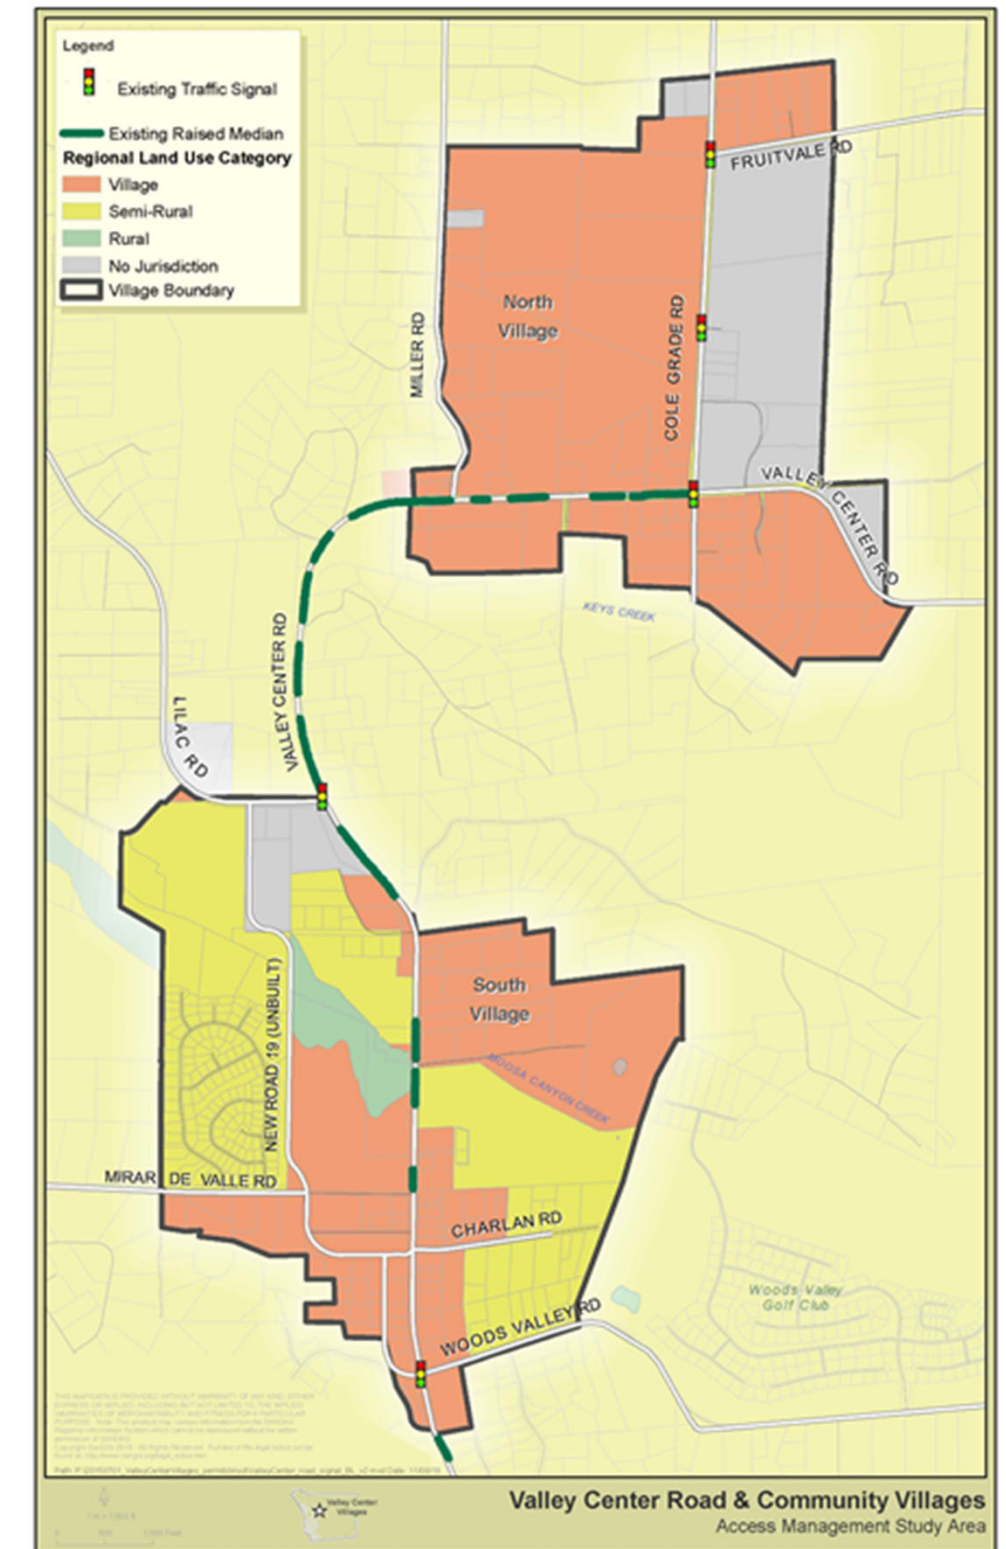 Legend
Existing Traffic Signal
Existing Raised Median
Regional Land Use Category
Village
Semi-Rural
Rural
No Jurisdiction
Village Boundary
FRUITVALE RD
North
Village
MILLER RD
COLE GRADE RD
VALLEY CENTER RD
KEYS CREEK
VALLEY CENTER RD
LILAC RD
South
Village
MOOSA CANYON CREEK
NEW ROAD 19 (UNBUILT)
MIRAR DE VALLE RD
CHARLAN RD
WOODS VALLEY RD
Woods Valley
Golf Club
Valley Center
Villages
Valley Center Road & Community Villages
Access Management Study Area